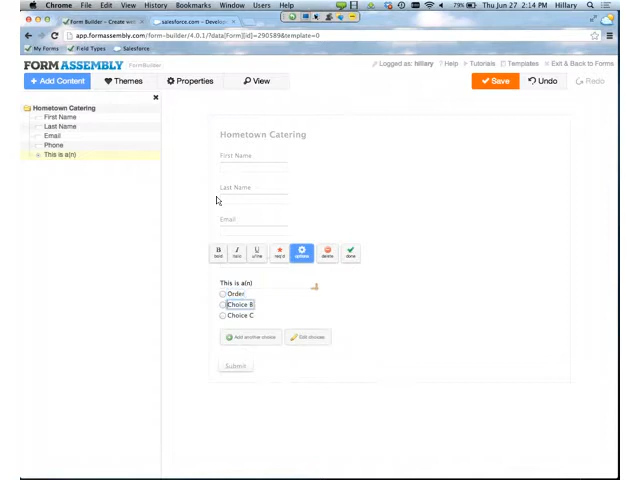 Chrome File Edit View History Bookmarks Window Users Help 79% Thu Jun 27 2:14 PM Hillary
Form Builder – Create web salesforce.com - Develop
app.formassembly.com/form-builder/4.0.1/?data[Form][id]=290589&template=0
My Forms Field Types Salesforce
FORM ASSEMBLY FormBuilder Logged as: hillary Help Tutorials Templates Exit & Back to Forms
+ Add Content Themes Properties View Save Undo Redo
Hometown Catering
First Name
Last Name
Email
Phone
This is a(n)
Hometown Catering
First Name
Last Name
Email
B I U
bold italic u/line req'd options delete done
This is a(n)
Order
Choice B
Choice C
Add another choice Edit choices
Submit